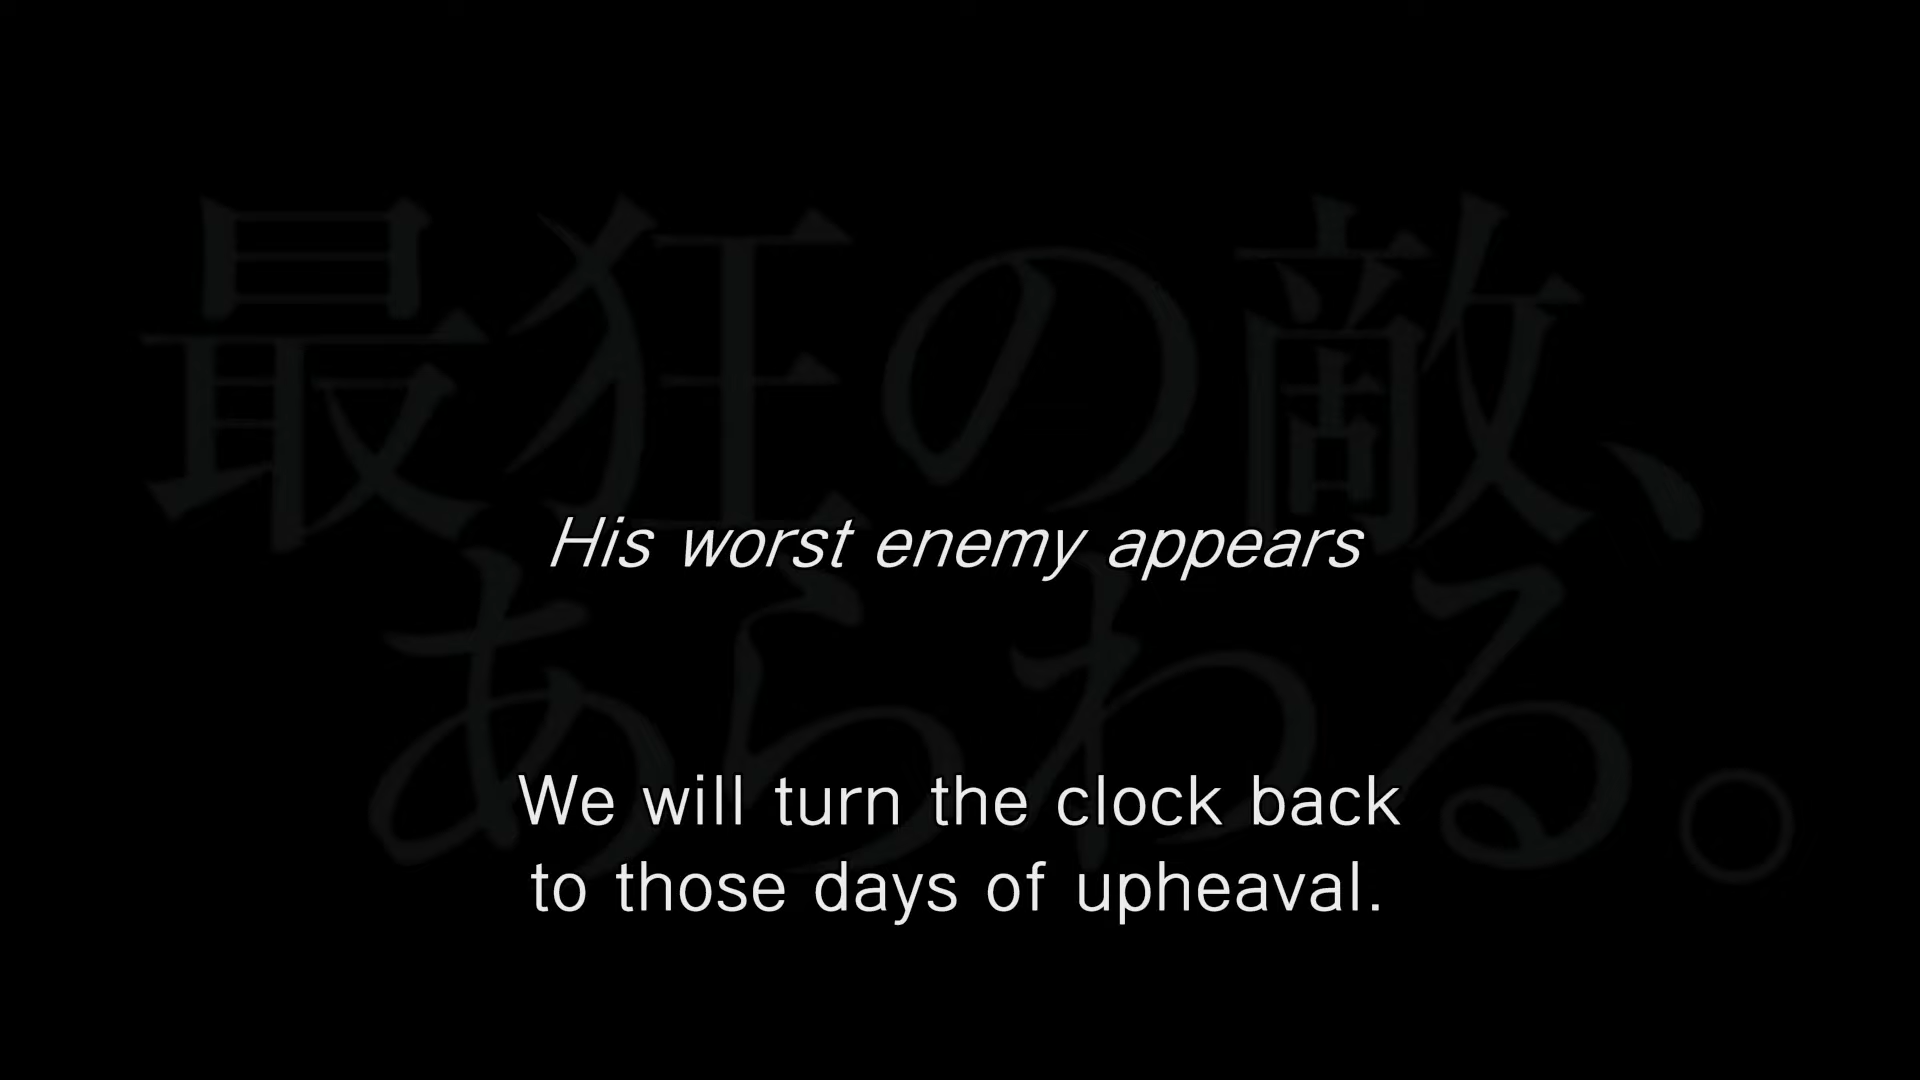 最狂の敵、
His worst enemy appears
あらわる。
We will turn the clock back
to those days of upheaval.